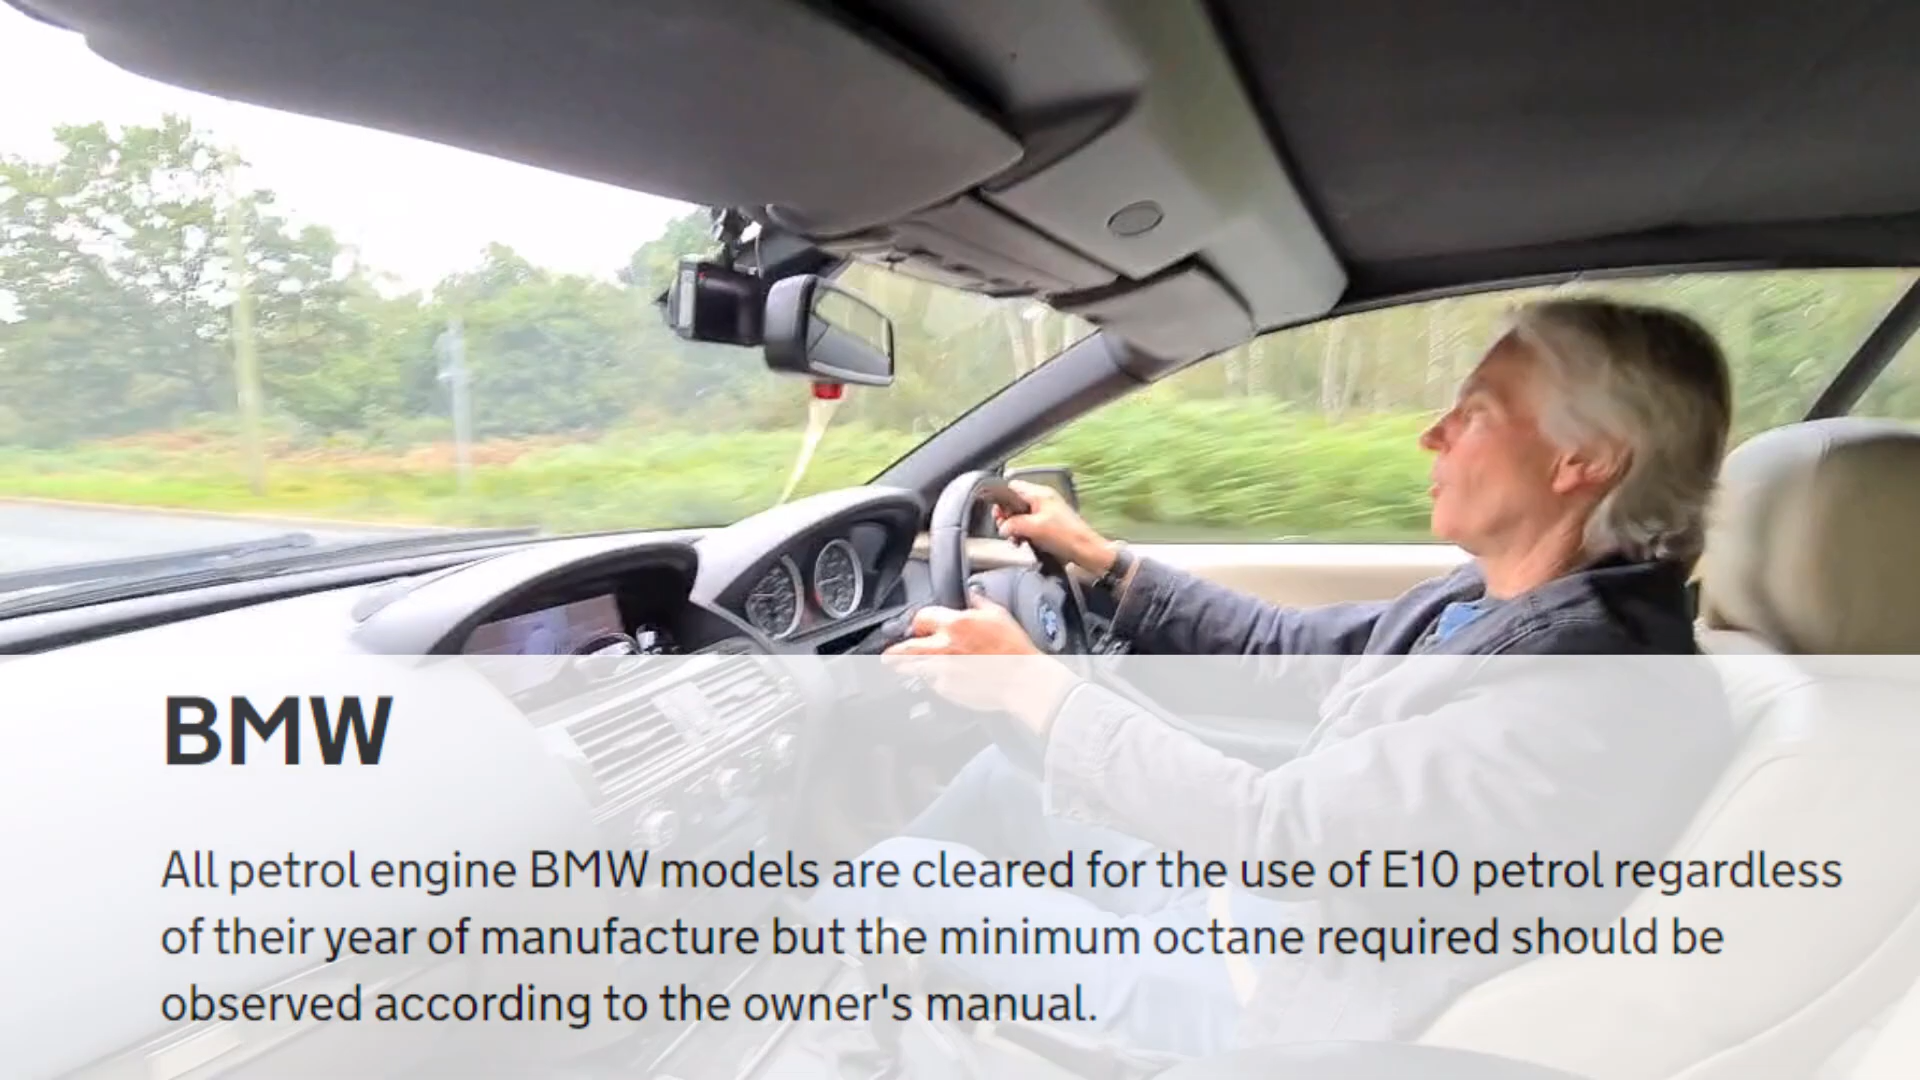 BMW
All petrol engine BMW models are cleared for the use of E10 petrol regardless
of their year of manufacture but the minimum octane required should be
observed according to the owner's manual.